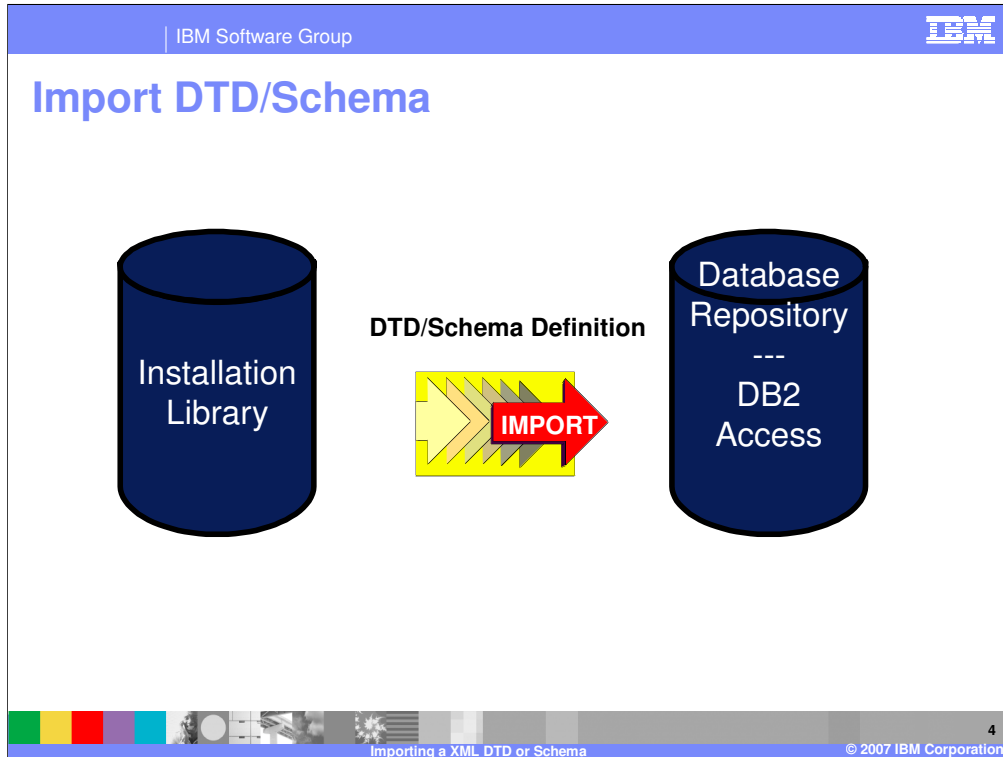 IBM Software Group
IBM
Import DTD/Schema
Installation
Library
DTD/Schema Definition
IMPORT
Database
Repository
---
DB2
Access
4
Importing a XML DTD or Schema
© 2007 IBM Corporation